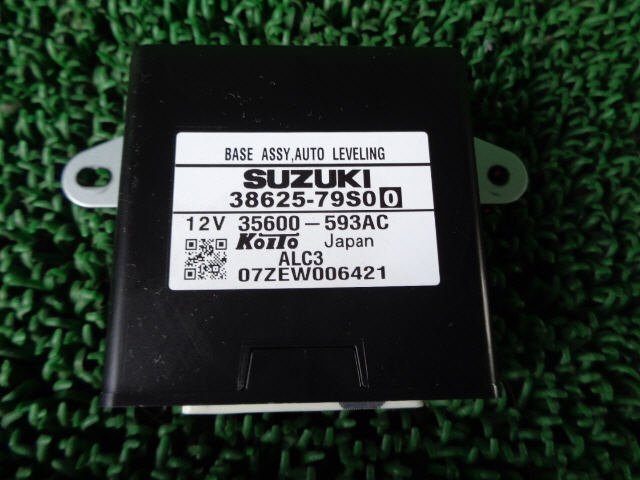 BASE ASSY,AUTO LEVELING
SUZUKI
38625-79S00
12V 35600-593AC
Koito Japan
ALC3
07ZEW006421